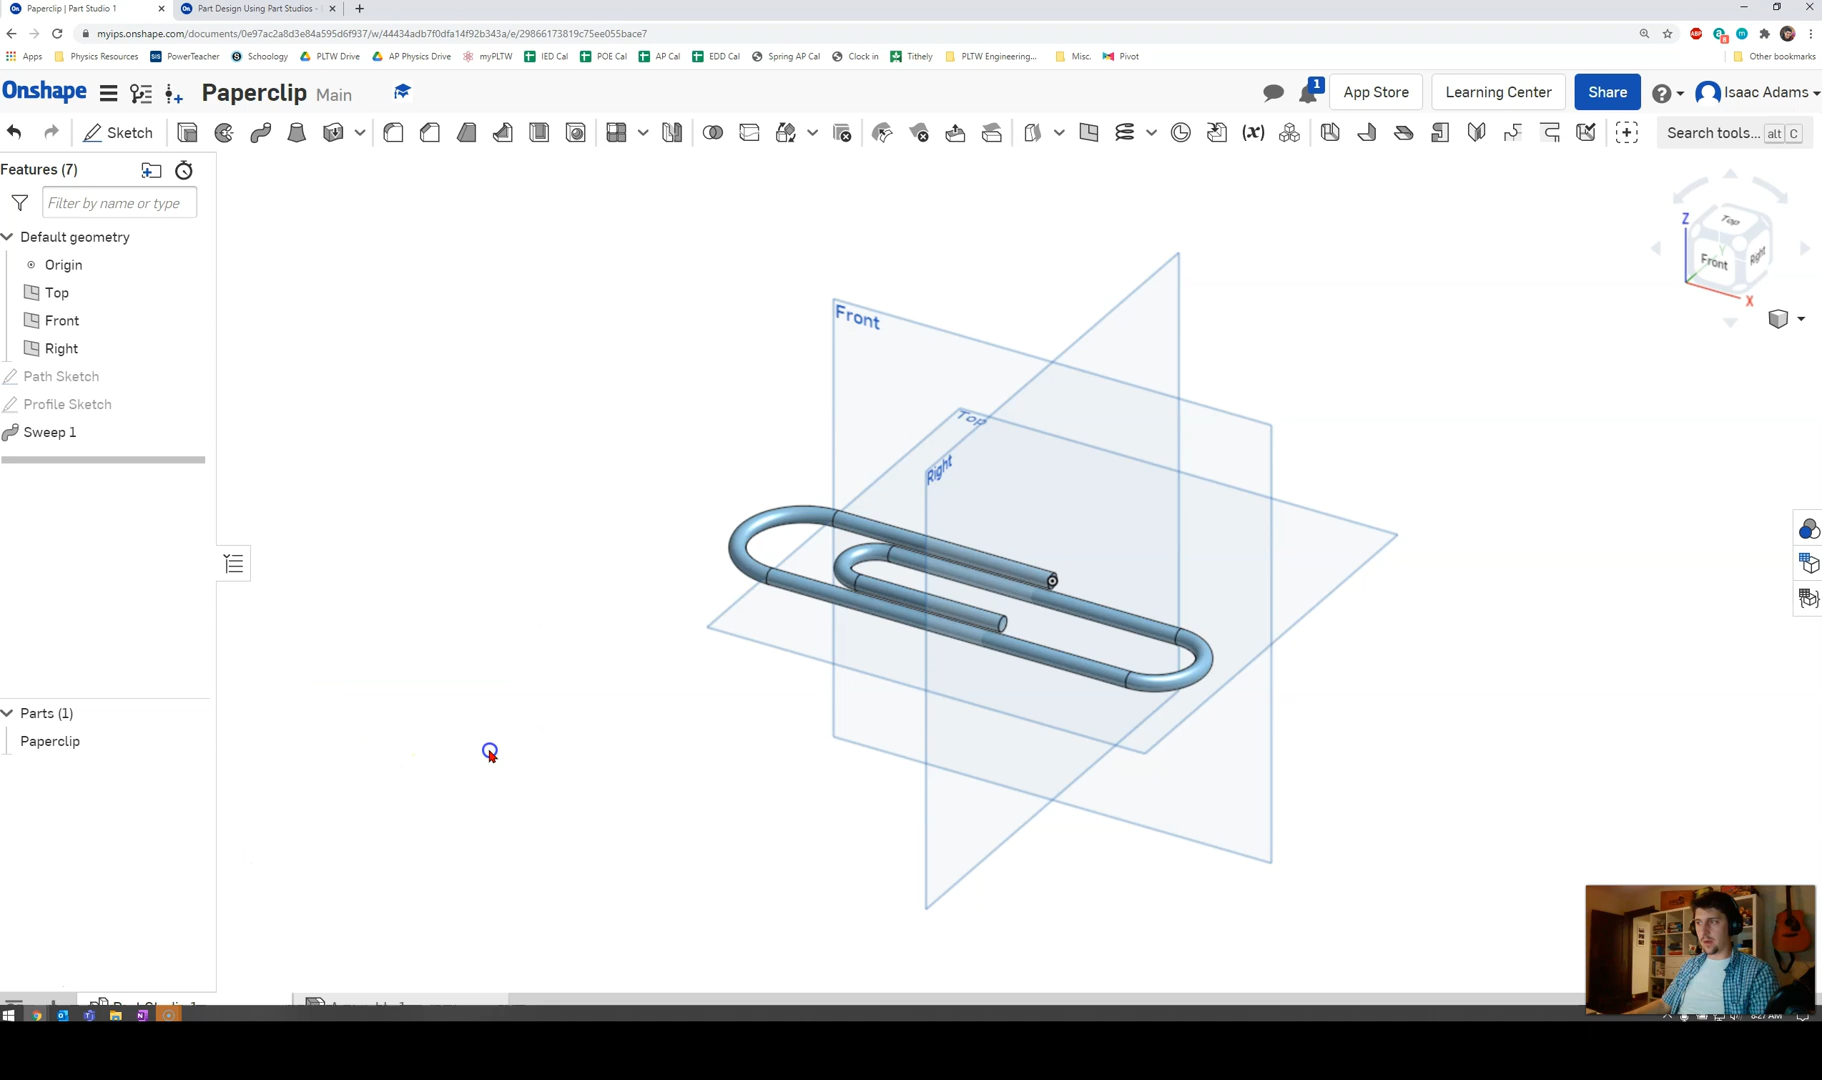 Paperclip | Part Studio 1
Part Design Using Part Studios -
myips.onshape.com/documents/0e97ac2a8d3e84a595d6f937/w/44434adb7f0dfa14f92b343a/e/29866173819c75ee055bace7
Apps Physics Resources SIS PowerTeacher Schoology PLTW Drive AP Physics Drive myPLTW IED Cal POE Cal AP Cal EDD Cal Spring AP Cal Clock in Tithely PLTW Engineering... Misc. Pivot Other bookmarks
Onshape Paperclip Main 1 App Store Learning Center Share Isaac Adams
Sketch (x) Search tools... alt C
Features (7)
Filter by name or type
Default geometry
Origin
Top
Front
Right
Path Sketch
Profile Sketch
Sweep 1
Parts (1)
Paperclip
Front
Top
Right
Z
Top
Front
Right
Y
X